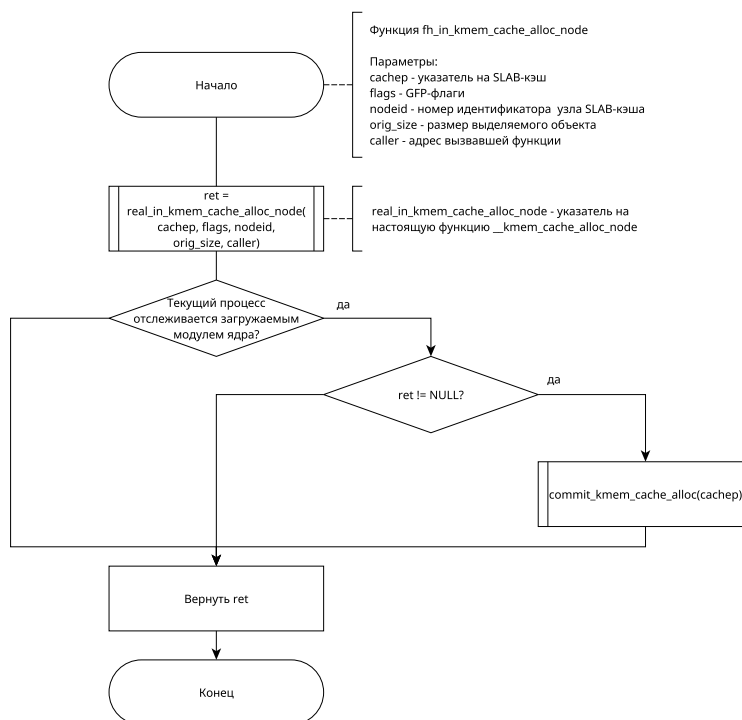 Функция fh_in_kmem_cache_alloc_node
Параметры:
cachep - указатель на SLAB-кэш
flags - GFP-флаги
nodeid - номер идентификатора узла SLAB-кэша
orig_size - размер выделяемого объекта
caller - адрес вызвавшей функции
Начало
ret =
real_in_kmem_cache_alloc_node(
cachep, flags, nodeid,
orig_size, caller)
real_in_kmem_cache_alloc_node - указатель на
настоящую функцию __kmem_cache_alloc_node
Текущий процесс
отслеживается загружаемым
модулем ядра?
да
ret != NULL?
да
commit_kmem_cache_alloc(cachep)
Вернуть ret
Конец